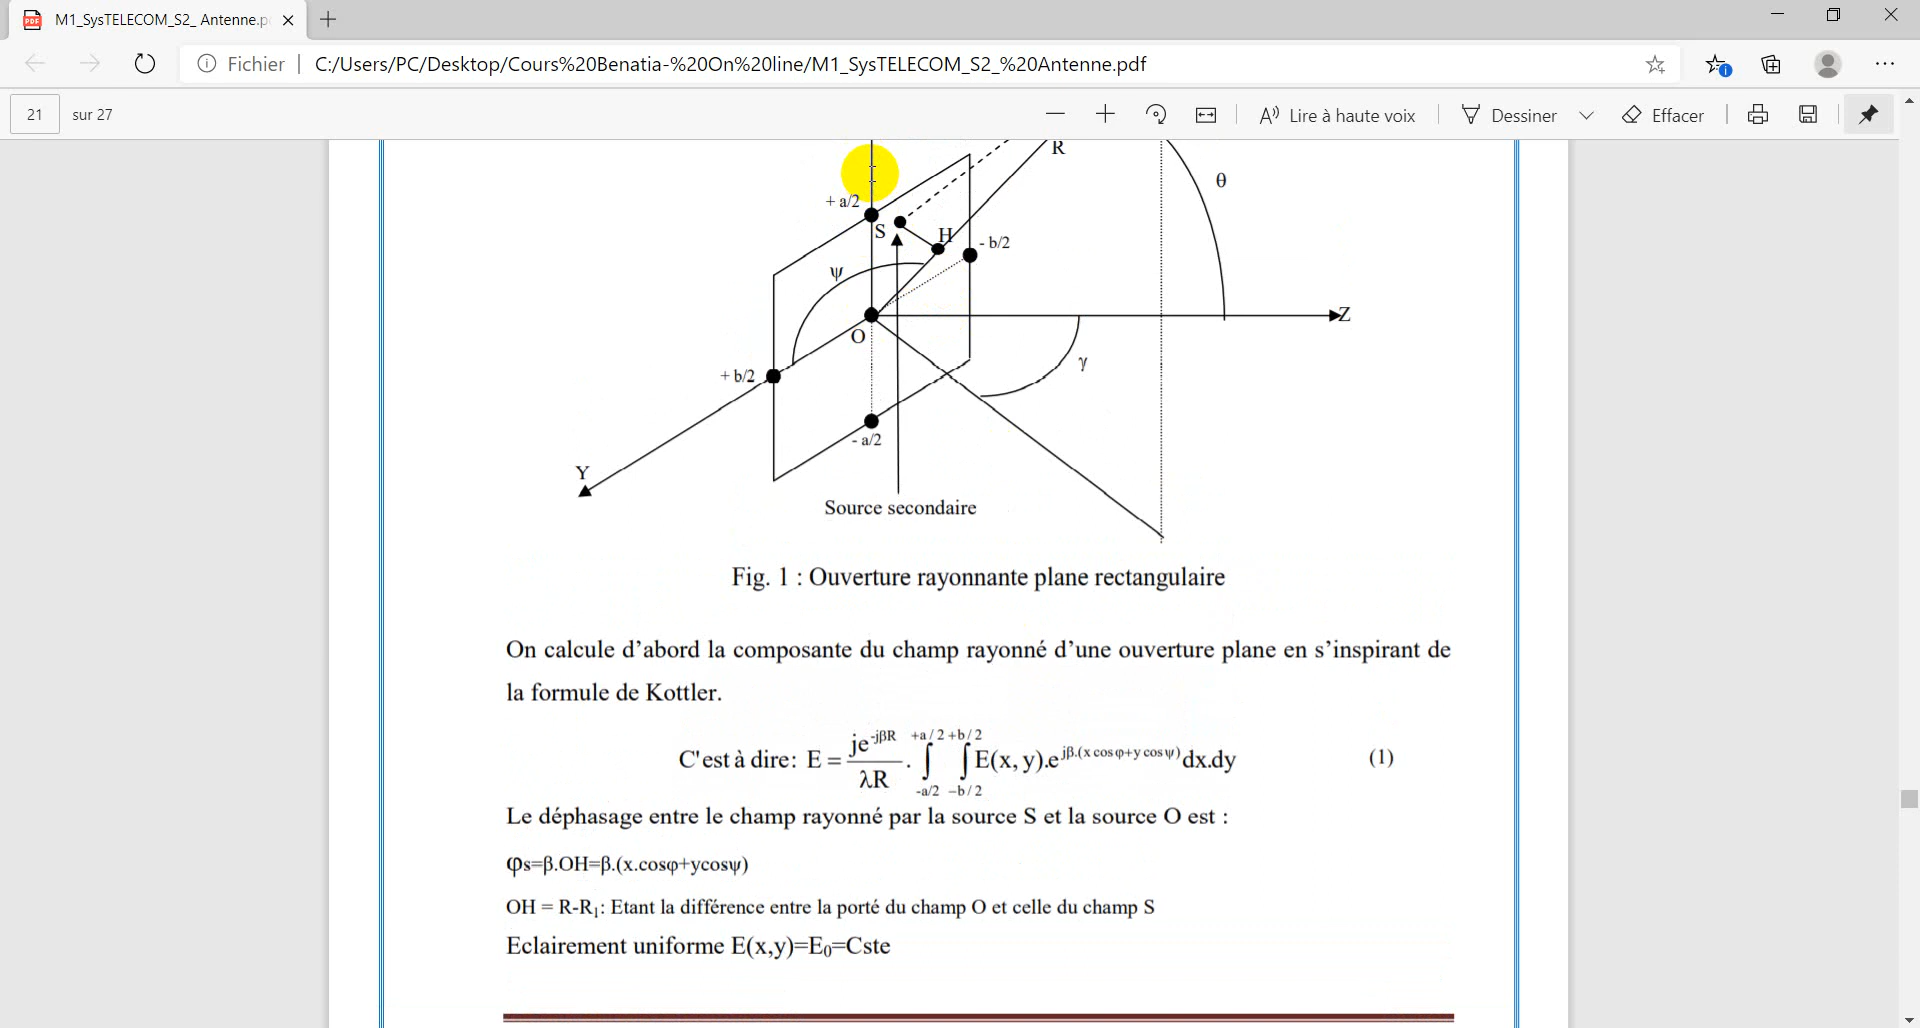 M1_SysTELECOM_S2_ Antenne.p
Fichier | C:/Users/PC/Desktop/Cours%20Benatia-%20On%20line/M1_SysTELECOM_S2_%20Antenne.pdf
21 sur 27
A Lire à haute voix
Dessiner
Effacer
R
θ
+ a/2
S
H
- b/2
ψ
O
Z
γ
+ b/2
- a/2
Y
Source secondaire
Fig. 1 : Ouverture rayonnante plane rectangulaire
On calcule d’abord la composante du champ rayonné d’une ouverture plane en s’inspirant de
la formule de Kottler.
C'est à dire: E = je^-jβR / λR . ∫_-a/2^+a/2 ∫_-b/2^+b/2 E(x, y).e^jβ.(x cosφ+y cosψ) dx.dy (1)
Le déphasage entre le champ rayonné par la source S et la source O est :
φs=β.OH=β.(x.cosφ+ycosψ)
OH = R-R₁: Etant la différence entre la porté du champ O et celle du champ S
Eclairement uniforme E(x,y)=E₀=Cste